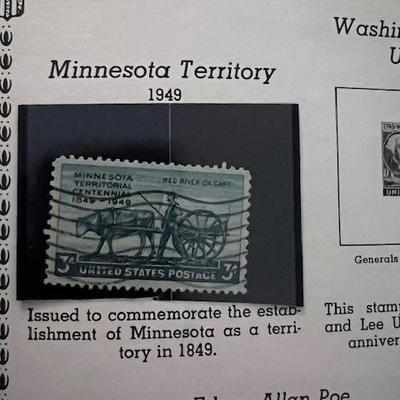 Minnesota Territory
1949
MINNESOTA
TERRITORIAL
CENTENNIAL
1849-1949
RED RIVER OX CART
3¢ UNITED STATES POSTAGE 3¢
Issued to commemorate the estab-
lishment of Minnesota as a terri-
tory in 1849.
Washin
U
Generals
This stam
and Lee U
anniver
Edgar Allan Poe